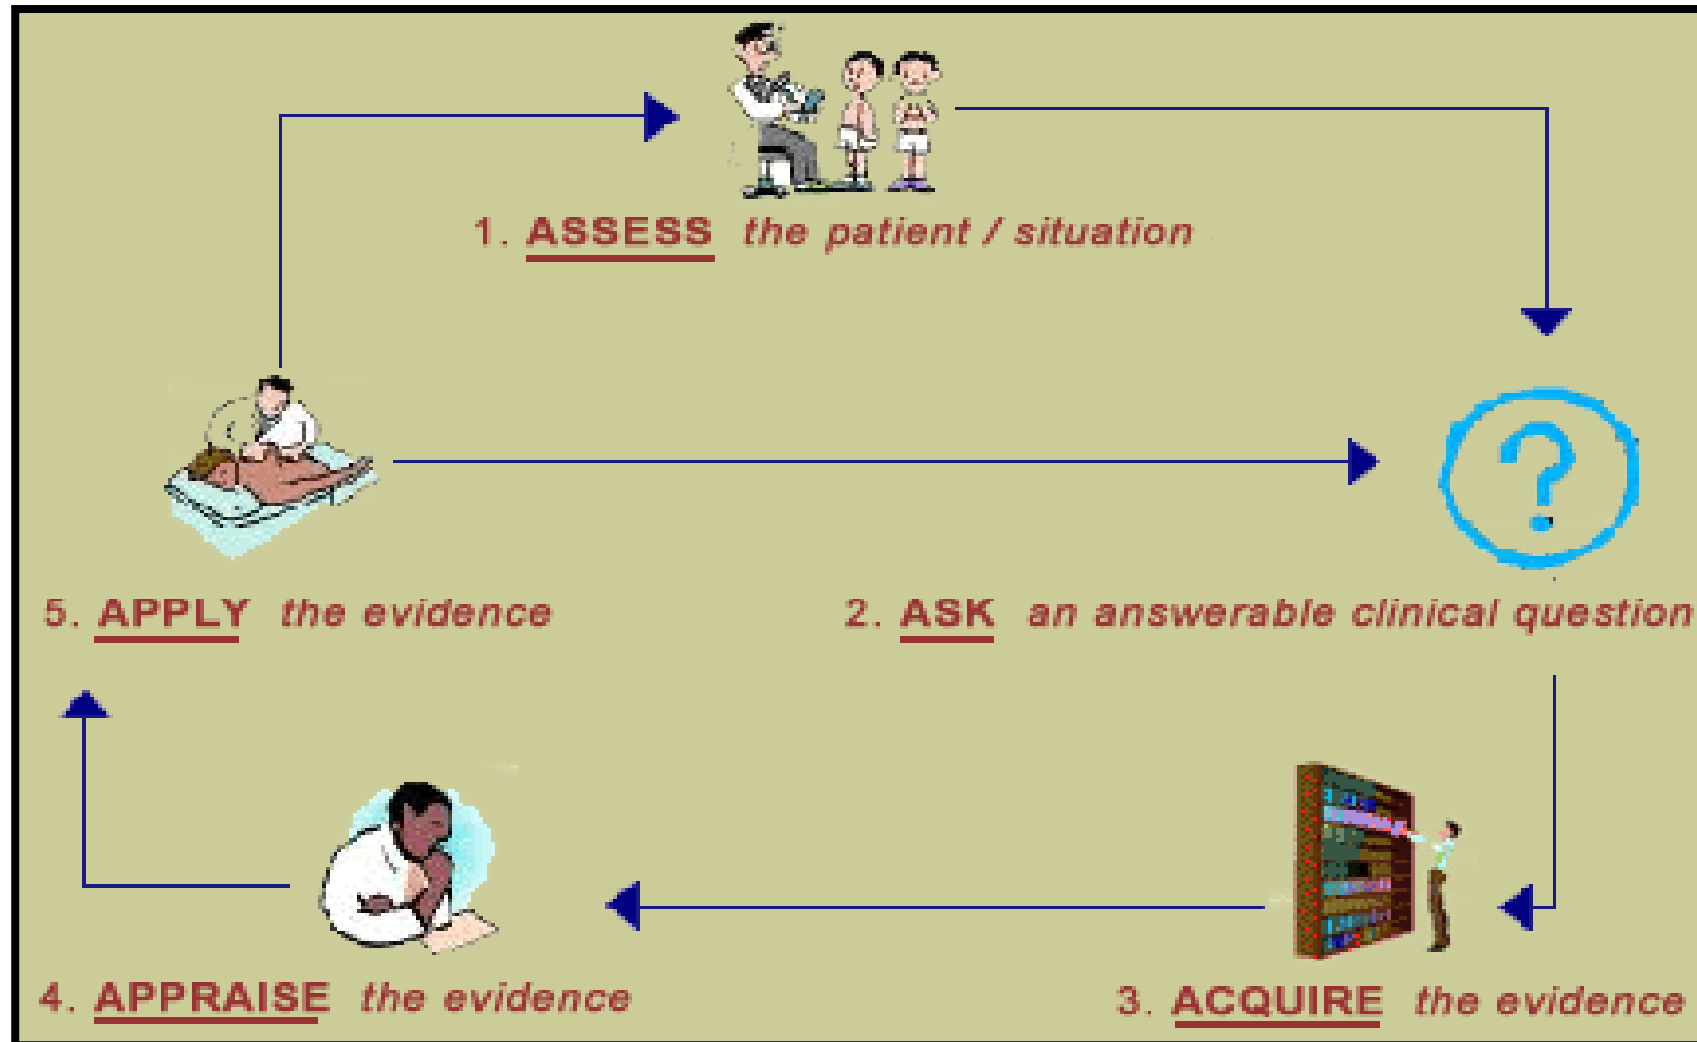 1. ASSESS the patient / situation
?
5. APPLY the evidence
2. ASK an answerable clinical question
4. APPRAISE the evidence
3. ACQUIRE the evidence